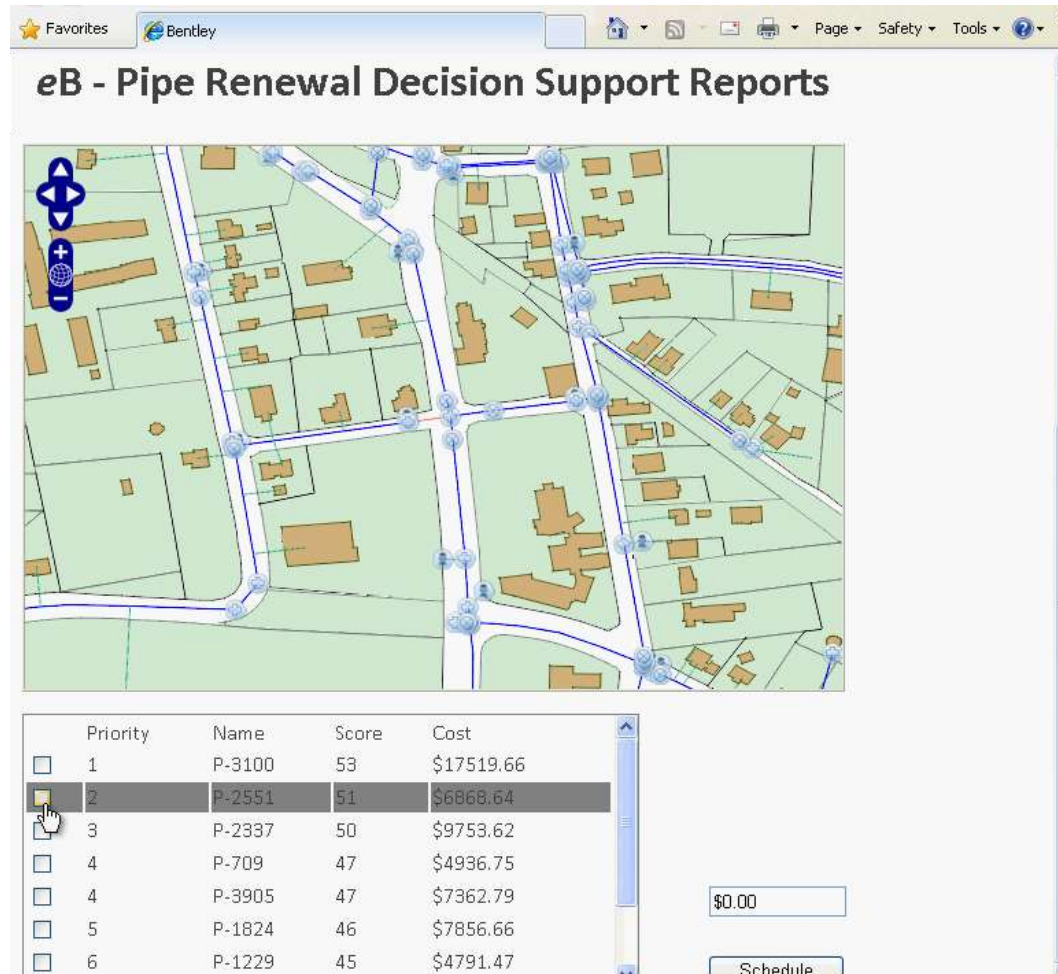 Favorites
Bentley
Page
Safety
Tools
eB - Pipe Renewal Decision Support Reports
Priority Name Score Cost
1 P-3100 53 $17519.66
2 P-2551 51 $6868.64
3 P-2337 50 $9753.62
4 P-709 47 $4936.75
4 P-3905 47 $7362.79
$0.00
5 P-1824 46 $7856.66
6 P-1229 45 $4791.47
Schedule